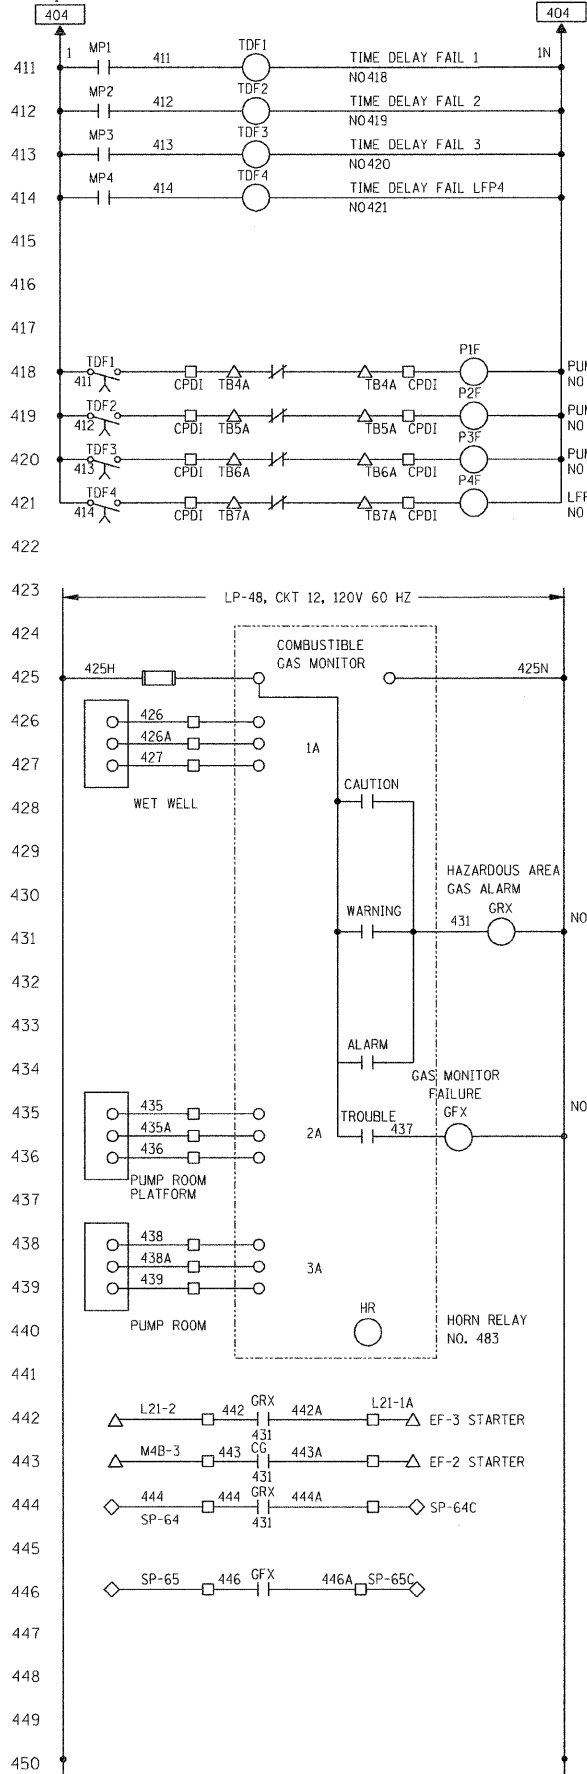 404 404
1 MP1 411 TDF1 TIME DELAY FAIL 1 1N
411 NO418
MP2 412 TDF2 TIME DELAY FAIL 2
412 NO419
MP3 413 TDF3 TIME DELAY FAIL 3
413 NO420
MP4 414 TDF4 TIME DELAY FAIL LFP4
414 NO421
415
416
417
TDF1 P1F
418 411 CPDI TB4A TB4A CPDI PUM
NO
TDF2 P2F
419 412 CPDI TB5A TB5A CPDI PUM
NO
TDF3 P3F
420 413 CPDI TB6A TB6A CPDI PUM
NO
TDF4 P4F
421 414 CPDI TB7A TB7A CPDI LFP
NO
422
423 LP-48, CKT 12, 120V 60 HZ
424
COMBUSTIBLE
GAS MONITOR
425 425H 425N
426 426
426A 1A
427 427
WET WELL
428 CAUTION
429
430 HAZARDOUS AREA
GAS ALARM
WARNING 431 GRX NO
431
432
433
434 ALARM
GAS MONITOR
FAILURE
435 435 NO
435A 2A TROUBLE 437 GFX
436 436
PUMP ROOM
PLATFORM
437
438 438
438A 3A
439 439
PUMP ROOM
440 HR HORN RELAY
NO. 483
441
442 L21-2 442 GRX 442A L21-1A EF-3 STARTER
431
443 M4B-3 443 CG 443A EF-2 STARTER
431
444 444 444 GRX 444A SP-64C
SP-64 431
445
446 SP-65 446 GFX 446A SP-65C
447
448
449
450